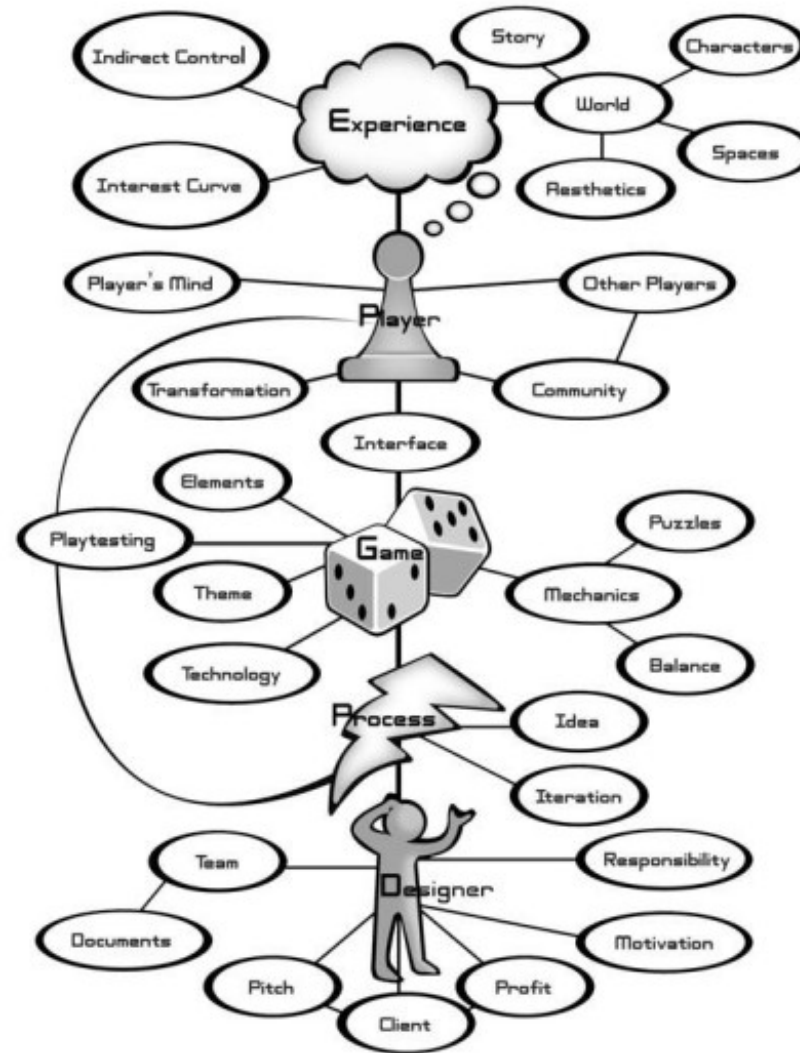 Story
Characters
Indirect Control
World
Experience
Spaces
Interest Curve
Aesthetics
Player's Mind
Other Players
Player
Transformation
Community
Interface
Elements
Puzzles
Playtesting
Game
Theme
Mechanics
Technology
Balance
Process
Idea
Iteration
Team
Responsibility
Designer
Documents
Motivation
Pitch
Profit
Client